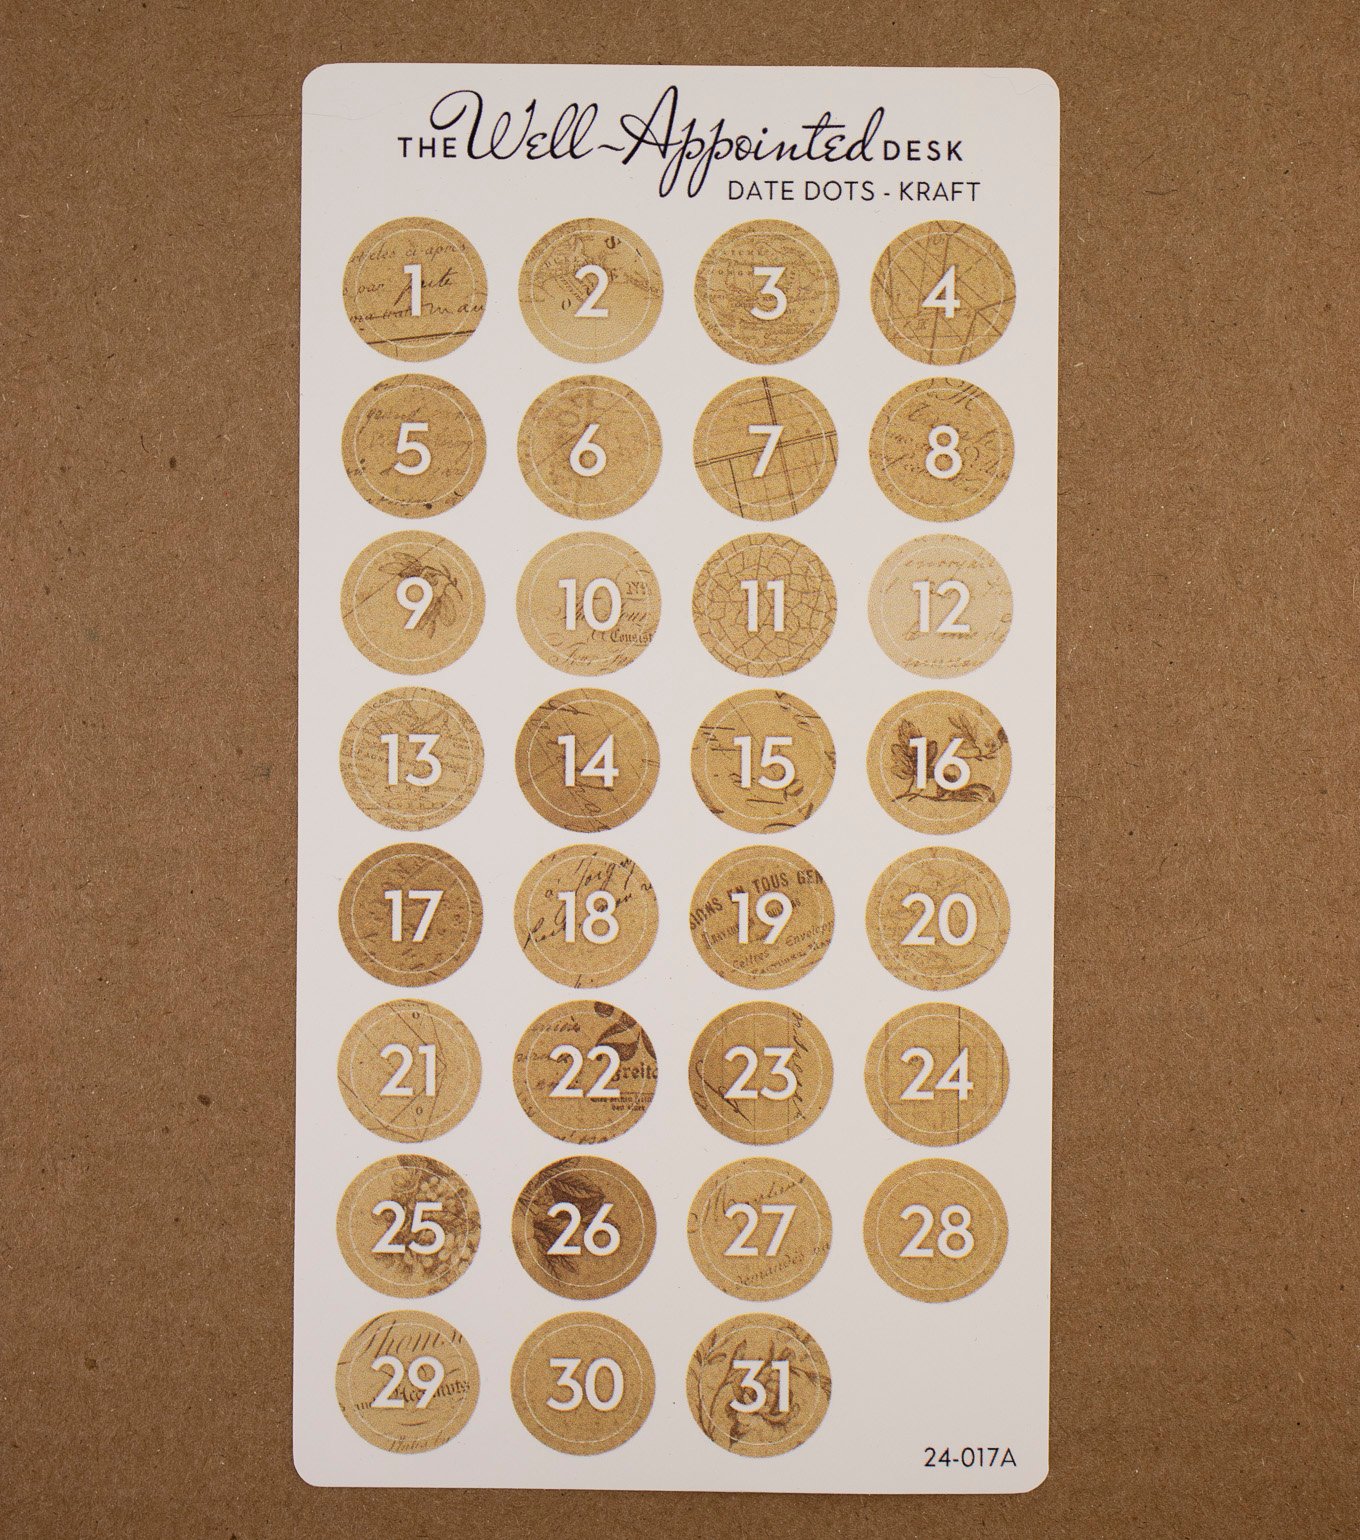 THE Well-Appointed DESK
DATE DOTS - KRAFT
1 2 3 4
5 6 7 8
9 10 11 12
13 14 15 16
17 18 19 20
21 22 23 24
25 26 27 28
29 30 31
24-017A